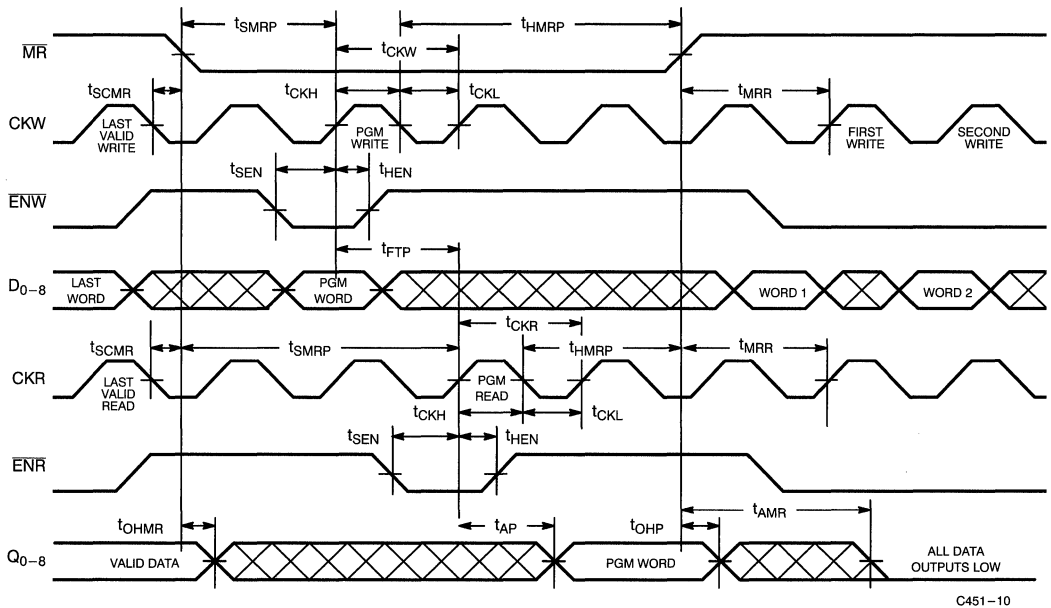 tSMRP
tHMRP
MR
tCKW
tSCMR
tCKH
tCKL
tMRR
CKW
LAST
VALID
WRITE
PGM
WRITE
FIRST
WRITE
SECOND
WRITE
tSEN
tHEN
ENW
tFTP
D0–8
LAST
WORD
PGM
WORD
WORD 1
WORD 2
tCKR
tSCMR
tSMRP
tHMRP
tMRR
CKR
LAST
VALID
READ
PGM
READ
tCKH
tCKL
tSEN
tHEN
ENR
tOHMR
tAP
tOHP
tAMR
Q0–8
VALID DATA
PGM WORD
ALL DATA
OUTPUTS LOW
C451–10